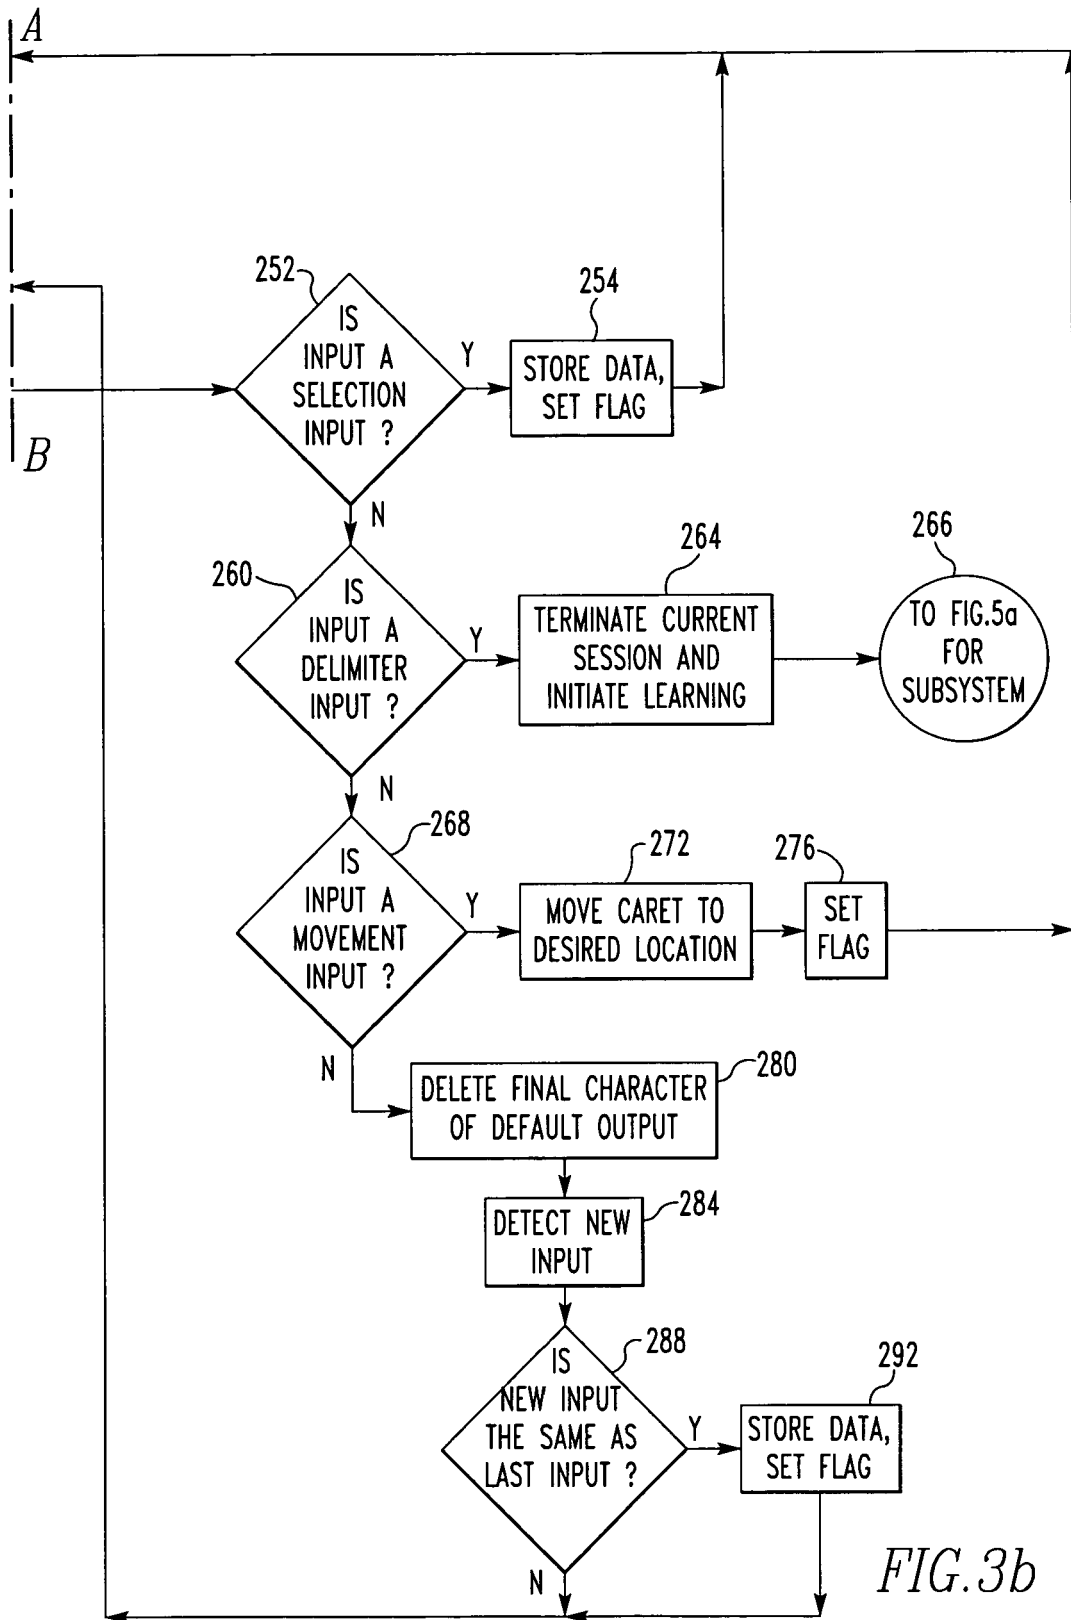 A
252
IS
INPUT A
SELECTION
INPUT ?
Y
254
STORE DATA,
SET FLAG
B
N
260
IS
INPUT A
DELIMITER
INPUT ?
Y
264
TERMINATE CURRENT
SESSION AND
INITIATE LEARNING
266
TO FIG.5a
FOR
SUBSYSTEM
N
268
IS
INPUT A
MOVEMENT
INPUT ?
Y
272
MOVE CARET TO
DESIRED LOCATION
276
SET
FLAG
N
280
DELETE FINAL CHARACTER
OF DEFAULT OUTPUT
284
DETECT NEW
INPUT
288
IS
NEW INPUT
THE SAME AS
LAST INPUT ?
Y
292
STORE DATA,
SET FLAG
N
FIG.3b